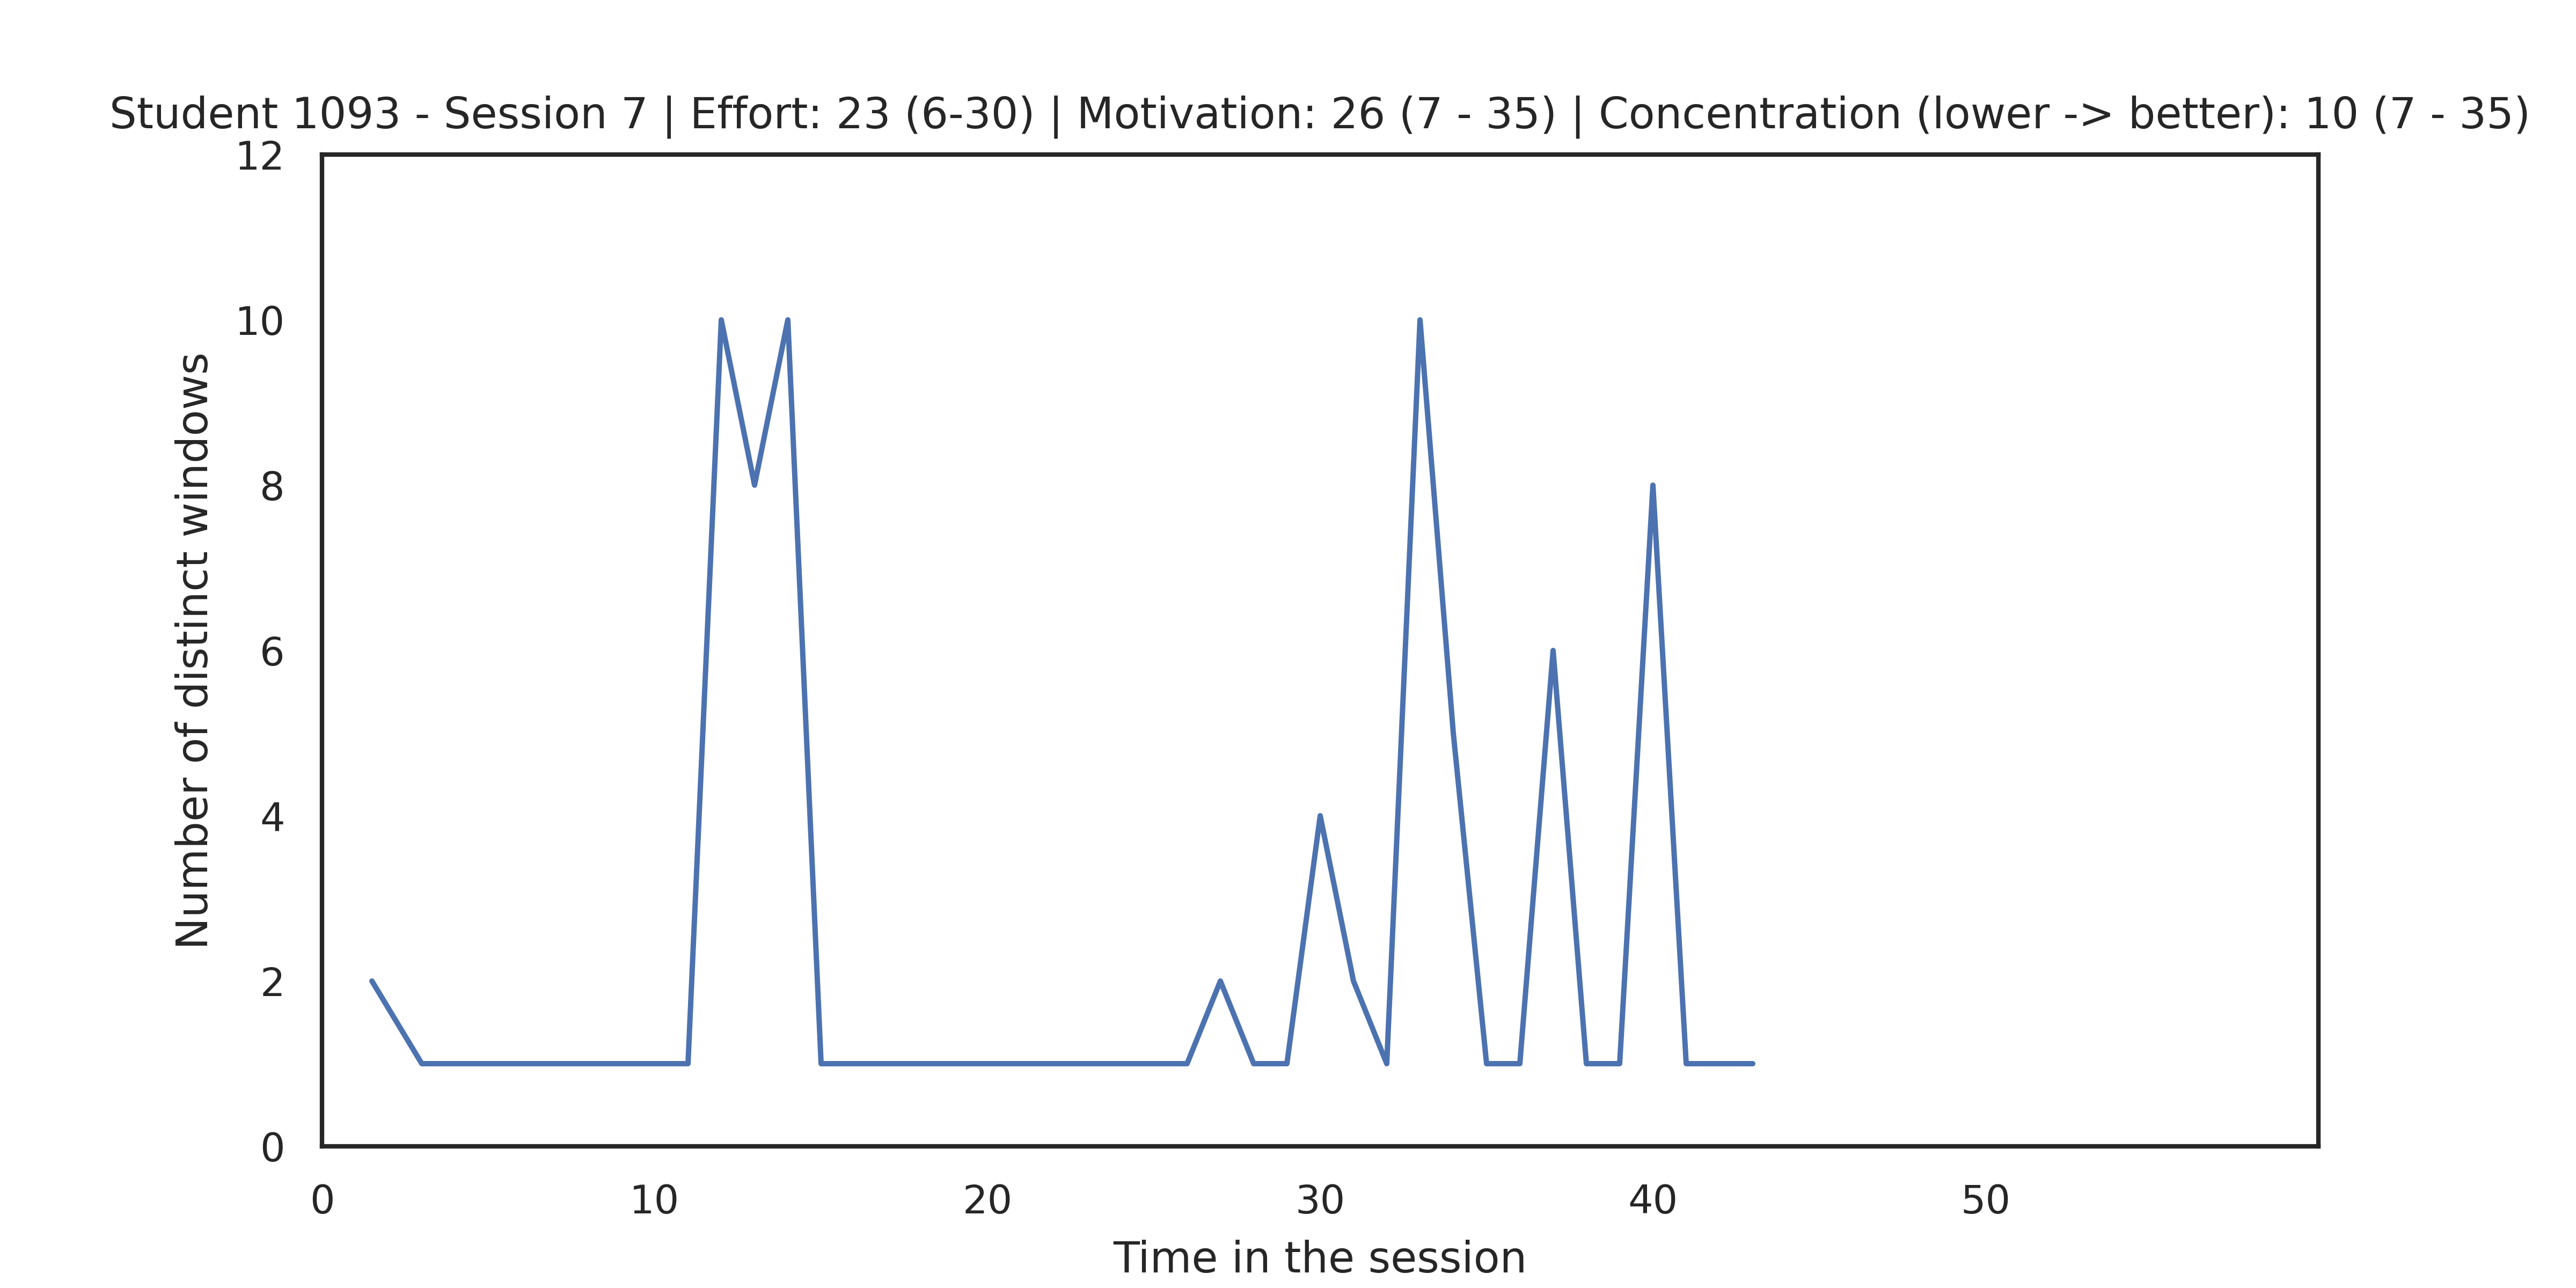 Student 1093 - Session 7 | Effort: 23 (6-30) | Motivation: 26 (7 - 35) | Concentration (lower -> better): 10 (7 - 35)
12
10
8
6
4
2
0
Number of distinct windows
0 10 20 30 40 50
Time in the session